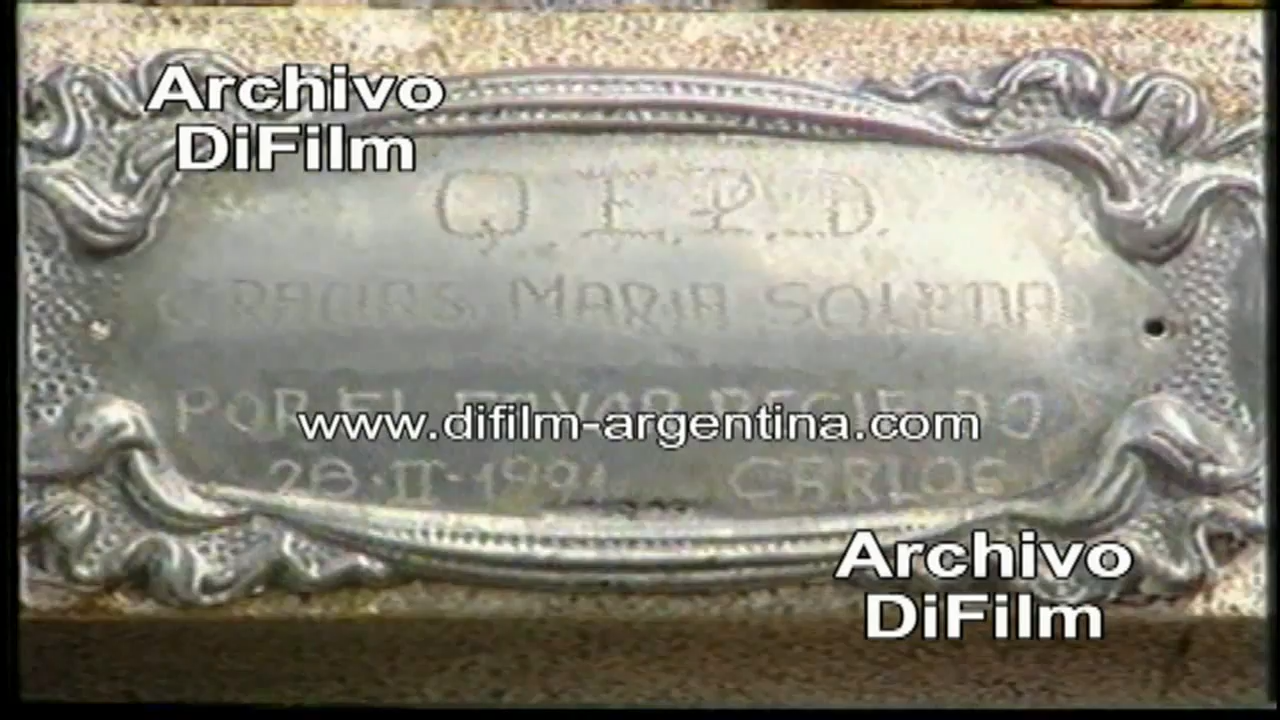 Archivo
DiFilm
Q.E.P.D.
GRACIAS MARIA SOLEDAD
POR EL FAVOR RECIBIDO
www.difilm-argentina.com
28·II·1991 CARLOS
Archivo
DiFilm